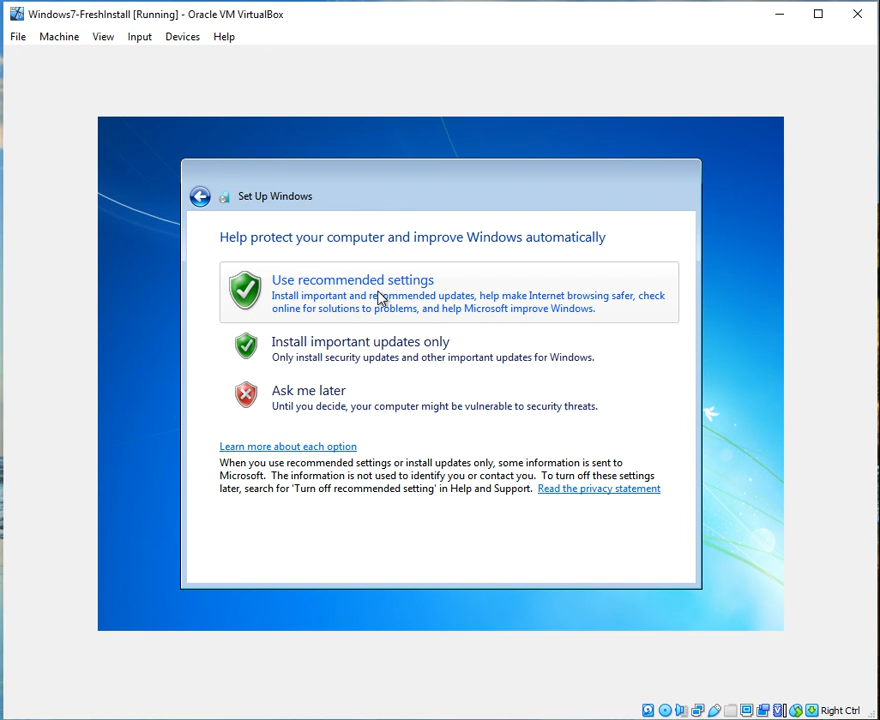 Windows7-FreshInstall [Running] - Oracle VM VirtualBox
File Machine View Input Devices Help
Set Up Windows
Help protect your computer and improve Windows automatically
Use recommended settings
Install important and recommended updates, help make Internet browsing safer, check
online for solutions to problems, and help Microsoft improve Windows.
Install important updates only
Only install security updates and other important updates for Windows.
Ask me later
Until you decide, your computer might be vulnerable to security threats.
Learn more about each option
When you use recommended settings or install updates only, some information is sent to
Microsoft. The information is not used to identify you or contact you. To turn off these settings
later, search for 'Turn off recommended setting' in Help and Support. Read the privacy statement
Right Ctrl